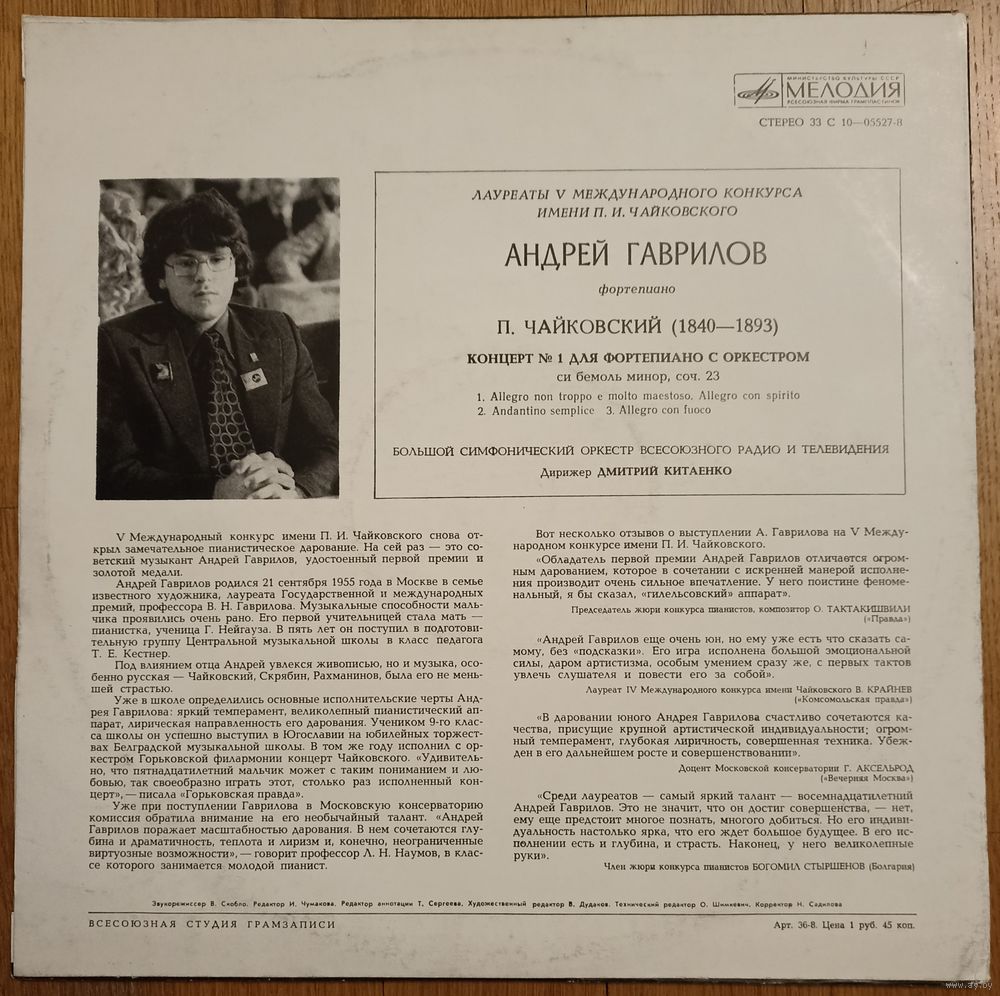 МИНИСТЕРСТВО КУЛЬТУРЫ СССР
МЕЛОДИЯ
ВСЕСОЮЗНАЯ ФИРМА ГРАМПЛАСТИНОК
СТЕРЕО 33 С 10—05527-8
ЛАУРЕАТЫ V МЕЖДУНАРОДНОГО КОНКУРСА
ИМЕНИ П. И. ЧАЙКОВСКОГО
АНДРЕЙ ГАВРИЛОВ
фортепиано
П. ЧАЙКОВСКИЙ (1840—1893)
КОНЦЕРТ № 1 ДЛЯ ФОРТЕПИАНО С ОРКЕСТРОМ
си бемоль минор, соч. 23
1. Allegro non troppo e molto maestoso. Allegro con spirito
2. Andantino semplice 3. Allegro con fuoco
БОЛЬШОЙ СИМФОНИЧЕСКИЙ ОРКЕСТР ВСЕСОЮЗНОГО РАДИО И ТЕЛЕВИДЕНИЯ
Дирижер ДМИТРИЙ КИТАЕНКО
V Международный конкурс имени П. И. Чайковского снова от-
крыл замечательное пианистическое дарование. На сей раз — это со-
ветский музыкант Андрей Гаврилов, удостоенный первой премии и
золотой медали.
Андрей Гаврилов родился 21 сентября 1955 года в Москве в семье
известного художника, лауреата Государственной и международных
премий, профессора В. Н. Гаврилова. Музыкальные способности маль-
чика проявились очень рано. Его первой учительницей стала мать —
пианистка, ученица Г. Нейгауза. В пять лет он поступил в подготови-
тельную группу Центральной музыкальной школы в класс педагога
Т. Е. Кестнер.
Под влиянием отца Андрей увлекся живописью, но и музыка, осо-
бенно русская — Чайковский, Скрябин, Рахманинов, была его не мень-
шей страстью.
Уже в школе определились основные исполнительские черты Анд-
рея Гаврилова: яркий темперамент, великолепный пианистический ап-
парат, лирическая направленность его дарования. Учеником 9-го клас-
са школы он успешно выступил в Югославии на юбилейных торжест-
вах Белградской музыкальной школы. В том же году исполнил с ор-
кестром Горьковской филармонии концерт Чайковского. «Удивитель-
но, что пятнадцатилетний мальчик может с таким пониманием и лю-
бовью, так своеобразно играть этот, столько раз исполненный кон-
церт», — писала «Горьковская правда».
Уже при поступлении Гаврилова в Московскую консерваторию
комиссия обратила внимание на его необычайный талант. «Андрей
Гаврилов поражает масштабностью дарования. В нем сочетаются глу-
бина и драматичность, теплота и лиризм и, конечно, неограниченные
виртуозные возможности», — говорит профессор Л. Н. Наумов, в клас-
се которого занимается молодой пианист.
Вот несколько отзывов о выступлении А. Гаврилова на V Между-
народном конкурсе имени П. И. Чайковского.
«Обладатель первой премии Андрей Гаврилов отличается огром-
ным дарованием, которое в сочетании с искренней манерой исполне-
ния производит очень сильное впечатление. У него поистине феноме-
нальный, я бы сказал, «гилельсовский» аппарат».
Председатель жюри конкурса пианистов, композитор О. ТАКТАКИШВИЛИ
(«Правда»)
«Андрей Гаврилов еще очень юн, но ему уже есть что сказать са-
мому, без «подсказки». Его игра исполнена большой эмоциональной
силы, даром артистизма, особым умением сразу же, с первых тактов
увлечь слушателя и повести его за собой».
Лауреат IV Международного конкурса имени Чайковского В. КРАЙНЕВ
(«Комсомольская правда»)
«В даровании юного Андрея Гаврилова счастливо сочетаются ка-
чества, присущие крупной артистической индивидуальности; огром-
ный темперамент, глубокая лиричность, совершенная техника. Убеж-
ден в его дальнейшем росте и совершенствовании».
Доцент Московской консерватории Г. АКСЕЛЬРОД
(«Вечерняя Москва»)
«Среди лауреатов — самый яркий талант — восемнадцатилетний
Андрей Гаврилов. Это не значит, что он достиг совершенства, — нет,
ему еще предстоит многое познать, многого добиться. Но его индиви-
дуальность настолько ярка, что его ждет большое будущее. В его ис-
полнении есть и глубина, и страсть. Наконец, у него великолепные
руки».
Член жюри конкурса пианистов БОГОМИЛ СТЫРШЕНОВ (Болгария)
Звукорежиссер В. Скобло. Редактор И. Чумакова. Редактор аннотации Т. Сергеева. Художественный редактор В. Дудаков. Технический редактор О. Шимкевич. Корректор Н. Садилова
ВСЕСОЮЗНАЯ СТУДИЯ ГРАМЗАПИСИ
Арт. 36-8. Цена 1 руб. 45 коп.
www.ay.by